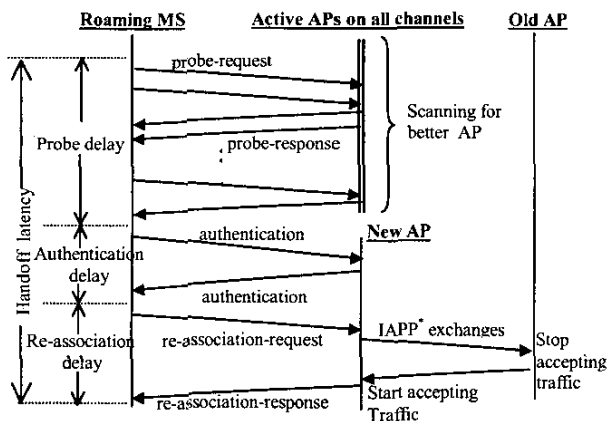 Roaming MS
Active APs on all channels
Old AP
probe-request
Scanning for
better AP
Probe delay
probe-response
Handoff latency
authentication
New AP
Authentication
delay
authentication
IAPP* exchanges
Re-association
delay
re-association-request
Stop
accepting
traffic
re-association-response
Start accepting
Traffic